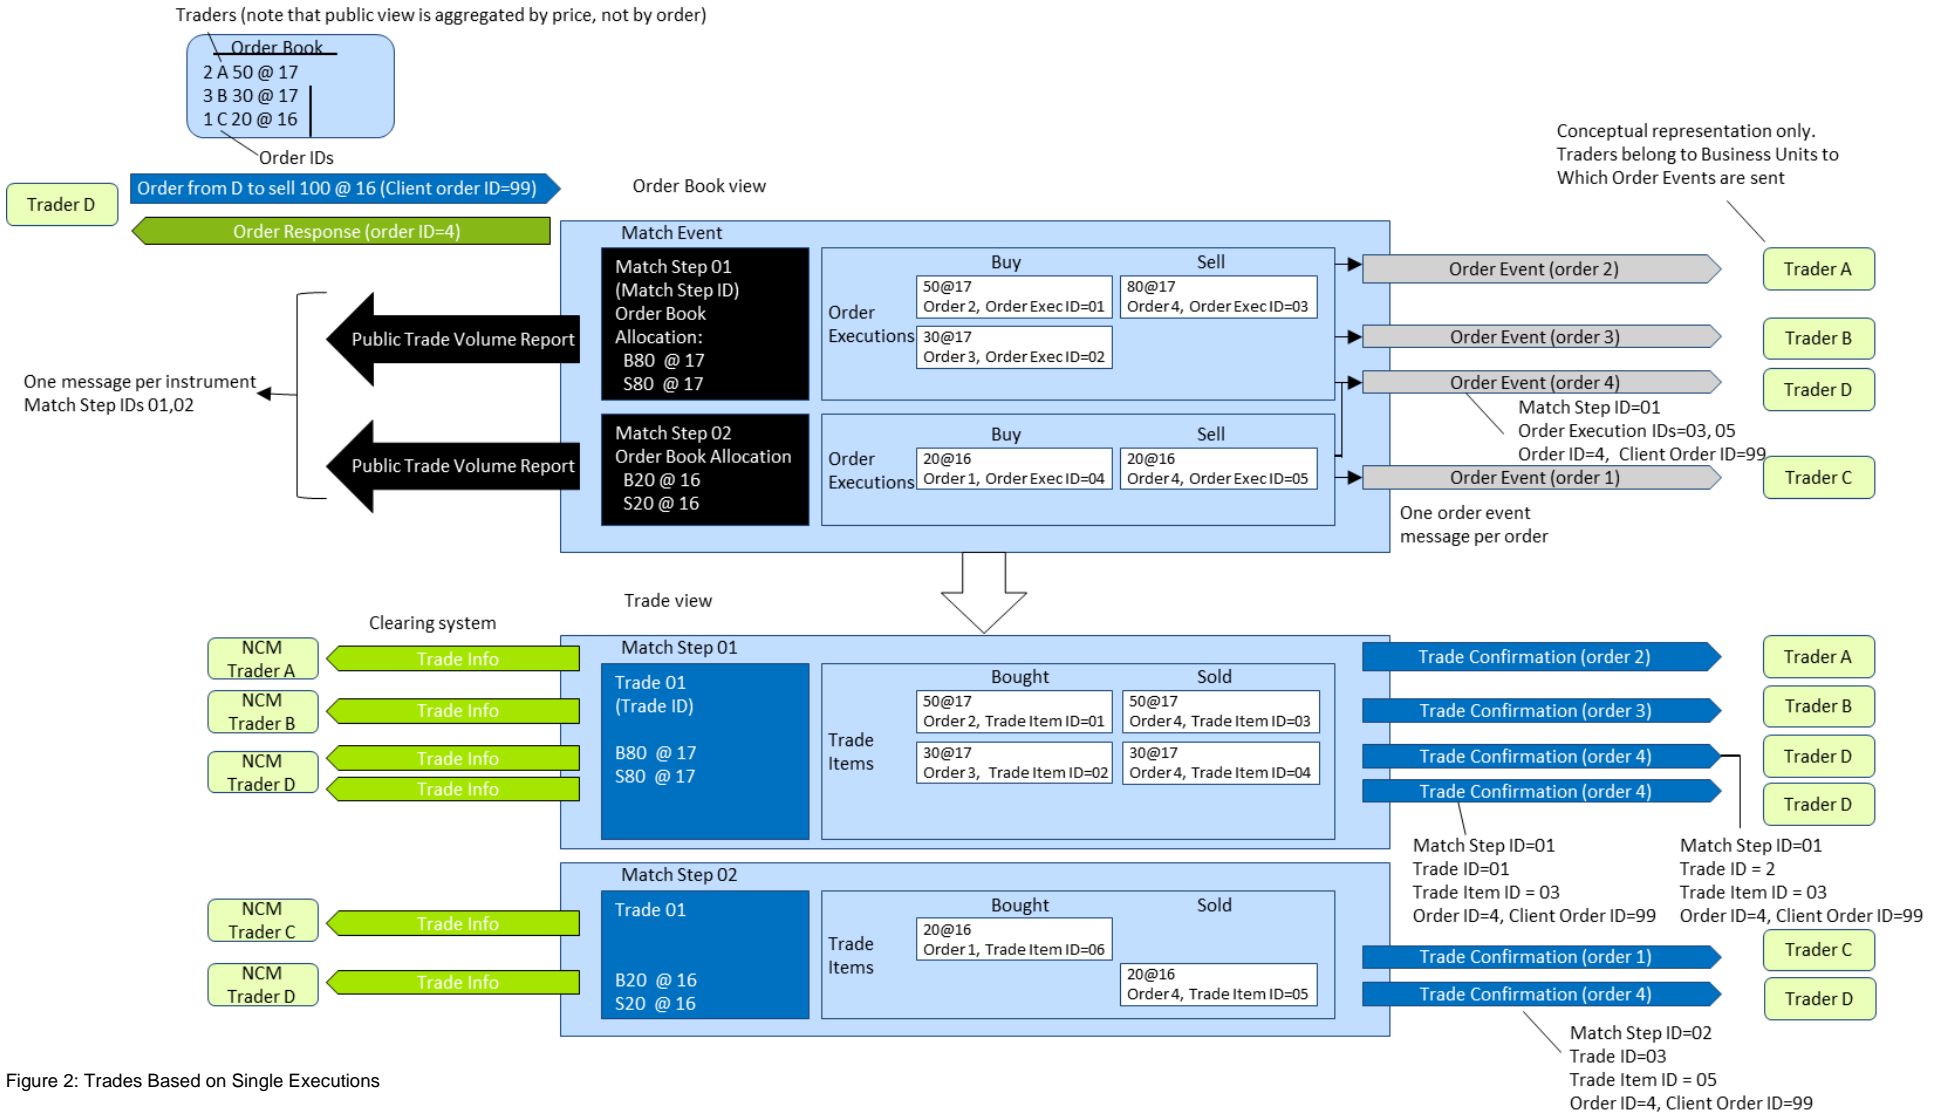 Traders (note that public view is aggregated by price, not by order)
Order Book
2 A 50 @ 17
3 B 30 @ 17
1 C 20 @ 16
Order IDs
Trader D
Order from D to sell 100 @ 16 (Client order ID=99)
Order Response (order ID=4)
Order Book view
Conceptual representation only.
Traders belong to Business Units to
Which Order Events are sent
Match Event
Match Step 01
(Match Step ID)
Order Book
Allocation:
B80 @ 17
S80 @ 17
Order
Executions
Buy
50@17
Order 2, Order Exec ID=01
30@17
Order 3, Order Exec ID=02
Sell
80@17
Order 4, Order Exec ID=03
Order Event (order 2)
Trader A
Order Event (order 3)
Trader B
Order Event (order 4)
Trader D
Match Step ID=01
Order Execution IDs=03, 05
Order ID=4, Client Order ID=99
Public Trade Volume Report
One message per instrument
Match Step IDs 01,02
Public Trade Volume Report
Match Step 02
Order Book Allocation
B20 @ 16
S20 @ 16
Order
Executions
Buy
20@16
Order 1, Order Exec ID=04
Sell
20@16
Order 4, Order Exec ID=05
Order Event (order 1)
Trader C
One order event
message per order
Trade view
Clearing system
NCM
Trader A
Trade Info
NCM
Trader B
Trade Info
NCM
Trader D
Trade Info
Trade Info
Match Step 01
Trade 01
(Trade ID)
B80 @ 17
S80 @ 17
Trade
Items
Bought
50@17
Order 2, Trade Item ID=01
30@17
Order 3, Trade Item ID=02
Sold
50@17
Order 4, Trade Item ID=03
30@17
Order 4, Trade Item ID=04
Trade Confirmation (order 2)
Trader A
Trade Confirmation (order 3)
Trader B
Trade Confirmation (order 4)
Trader D
Trade Confirmation (order 4)
Trader D
Match Step ID=01
Trade ID=01
Trade Item ID = 03
Order ID=4, Client Order ID=99
Match Step ID=01
Trade ID = 2
Trade Item ID = 03
Order ID=4, Client Order ID=99
Match Step 02
NCM
Trader C
Trade Info
NCM
Trader D
Trade Info
Trade 01
B20 @ 16
S20 @ 16
Trade
Items
Bought
20@16
Order 1, Trade Item ID=06
Sold
20@16
Order 4, Trade Item ID=05
Trade Confirmation (order 1)
Trader C
Trade Confirmation (order 4)
Trader D
Match Step ID=02
Trade ID=03
Trade Item ID = 05
Order ID=4, Client Order ID=99
Figure 2: Trades Based on Single Executions